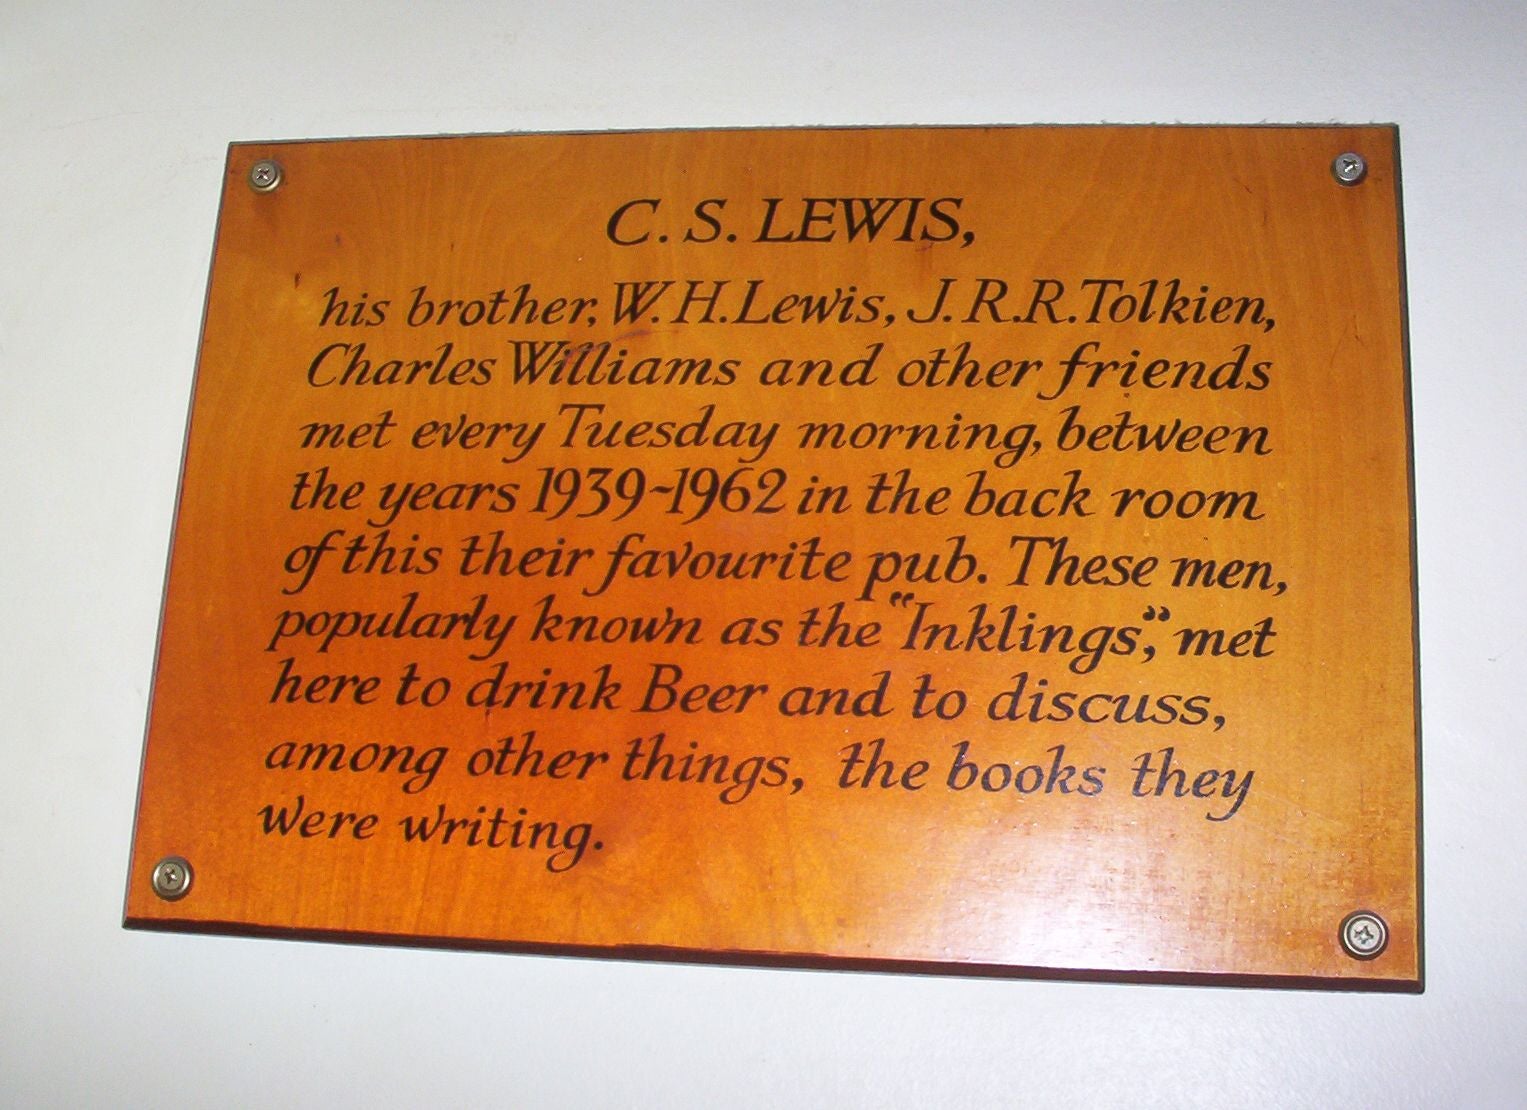 C. S. LEWIS,
his brother, W. H. Lewis, J. R. R. Tolkien,
Charles Williams and other friends
met every Tuesday morning, between
the years 1939~1962 in the back room
of this their favourite pub. These men,
popularly known as the “Inklings”, met
here to drink Beer and to discuss,
among other things, the books they
were writing.